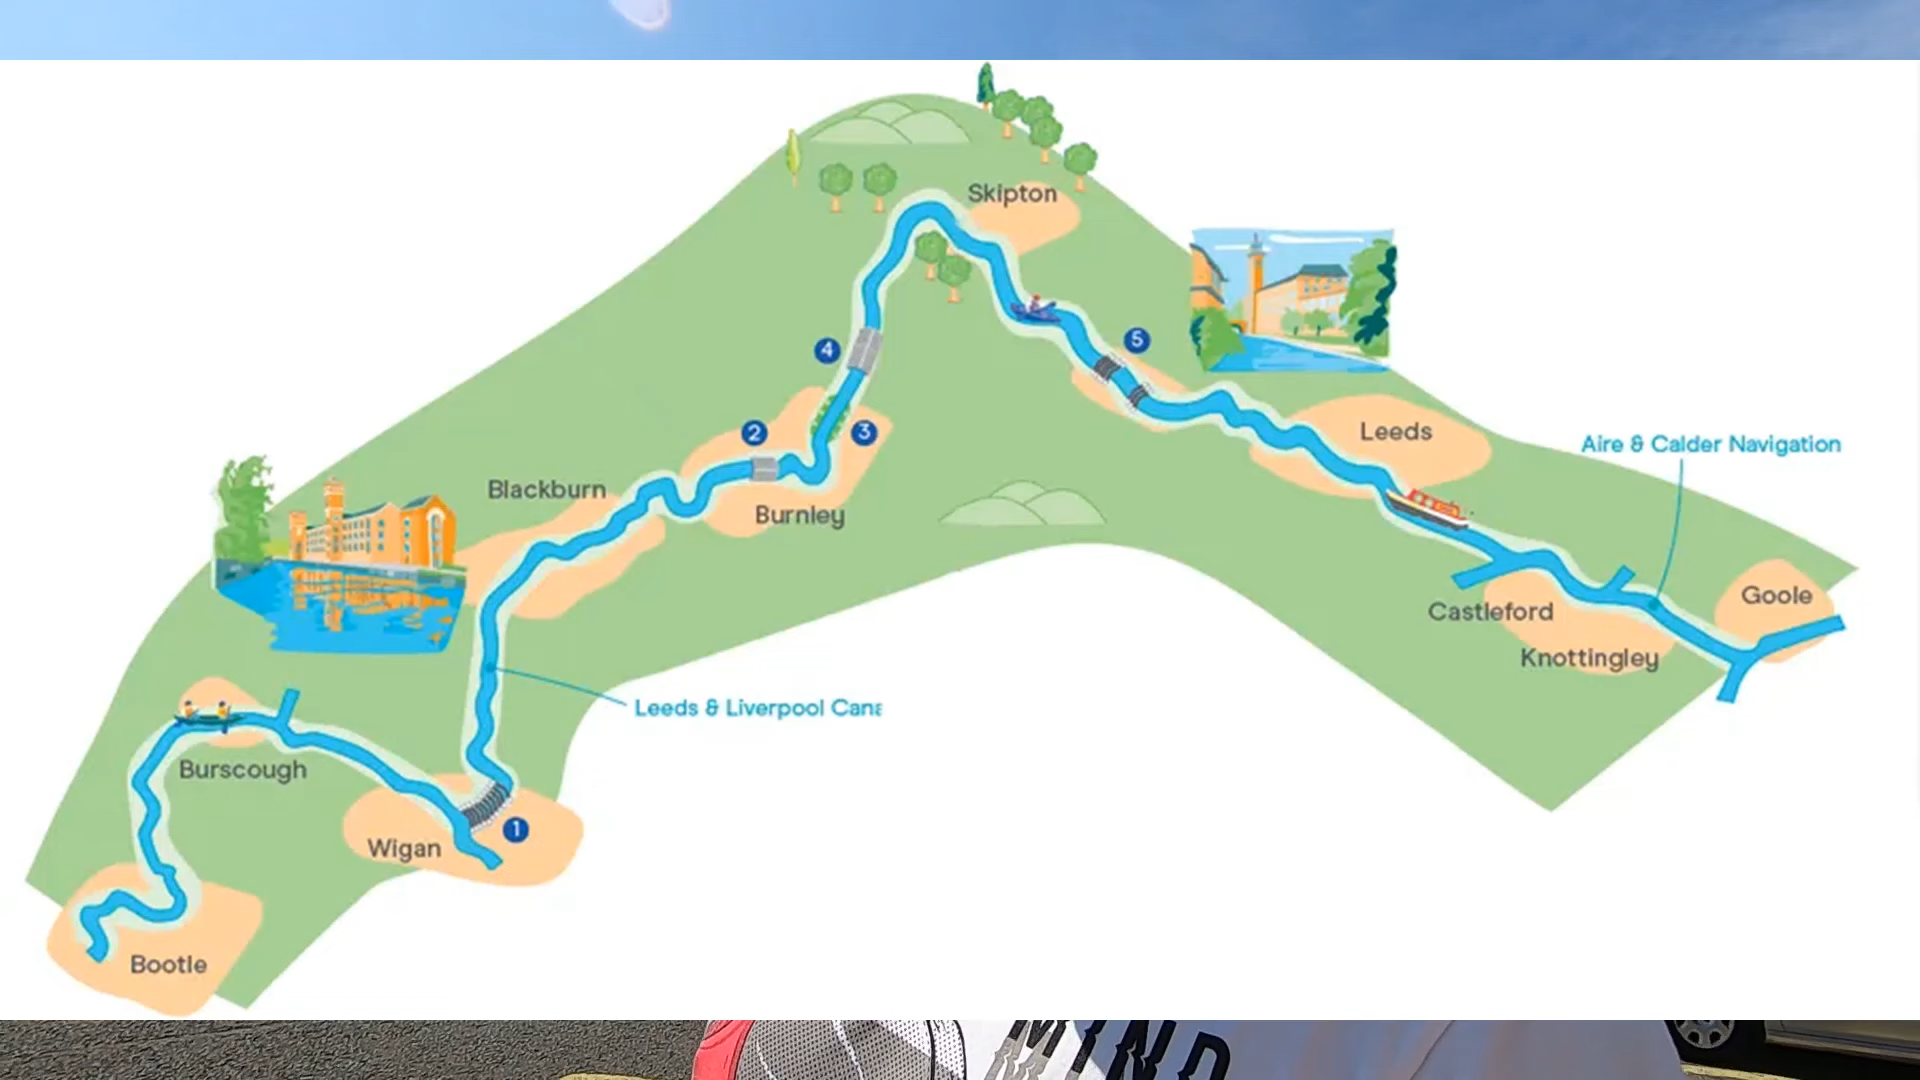 Skipton
5
4
Leeds
2
3
Aire & Calder Navigation
Blackburn
Burnley
Goole
Castleford
Knottingley
Leeds & Liverpool Cana
Burscough
1
Wigan
Bootle
MIND